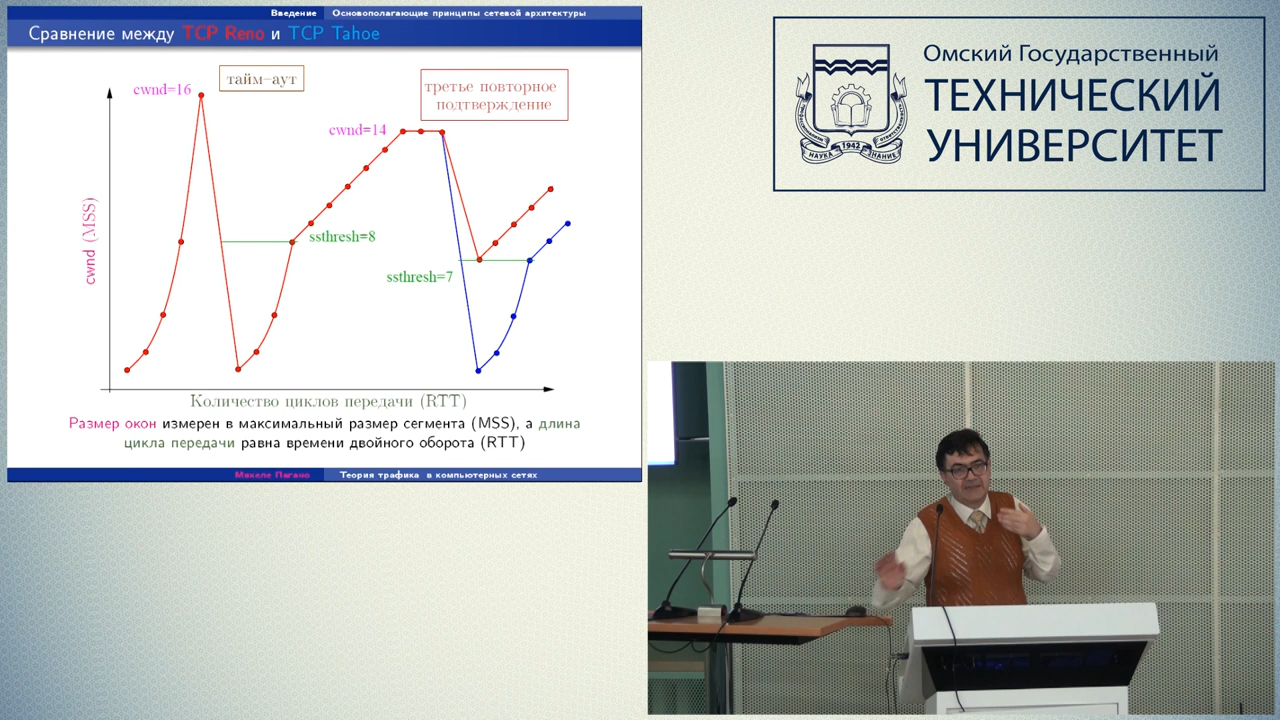 Введение Основополагающие принципы сетевой архитектуры
Сравнение между TCP Reno и TCP Tahoe
cwnd=16
тайм-аут
третье повторное
подтверждение
cwnd=14
ssthresh=8
ssthresh=7
cwnd (MSS)
Количество циклов передачи (RTT)
Размер окон измерен в максимальный размер сегмента (MSS), а длина
цикла передачи равна времени двойного оборота (RTT)
Микеле Пагано Теория трафика в компьютерных сетях
Омский Государственный
ТЕХНИЧЕСКИЙ
УНИВЕРСИТЕТ
НАУКА 1942 ЗНАНИЕ